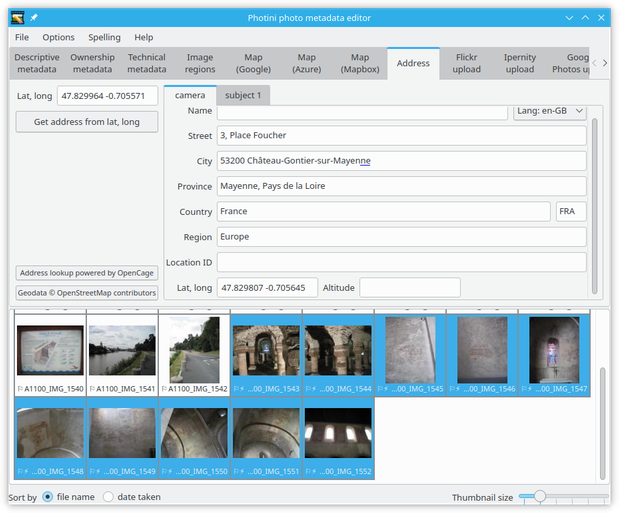 Photini photo metadata editor
File Options Spelling Help
Descriptive metadata
Ownership metadata
Technical metadata
Image regions
Map (Google)
Map (Azure)
Map (Mapbox)
Address
Flickr upload
Ipernity upload
Goog
Photos up
Lat, long 47.829964 -0.705571
Get address from lat, long
Address lookup powered by OpenCage
Geodata © OpenStreetMap contributors
camera subject 1
Name Lang: en-GB
Street 3, Place Foucher
City 53200 Château-Gontier-sur-Mayenne
Province Mayenne, Pays de la Loire
Country France FRA
Region Europe
Location ID
Lat, long 47.829807 -0.705645 Altitude
A1100_IMG_1540 A1100_IMG_1541 A1100_IMG_1542 ...00_IMG_1543 ...00_IMG_1544 ...00_IMG_1545 ...00_IMG_1546 ...00_IMG_1547
...00_IMG_1548 ...00_IMG_1549 ...00_IMG_1550 ...00_IMG_1551 ...00_IMG_1552
Sort by file name date taken Thumbnail size